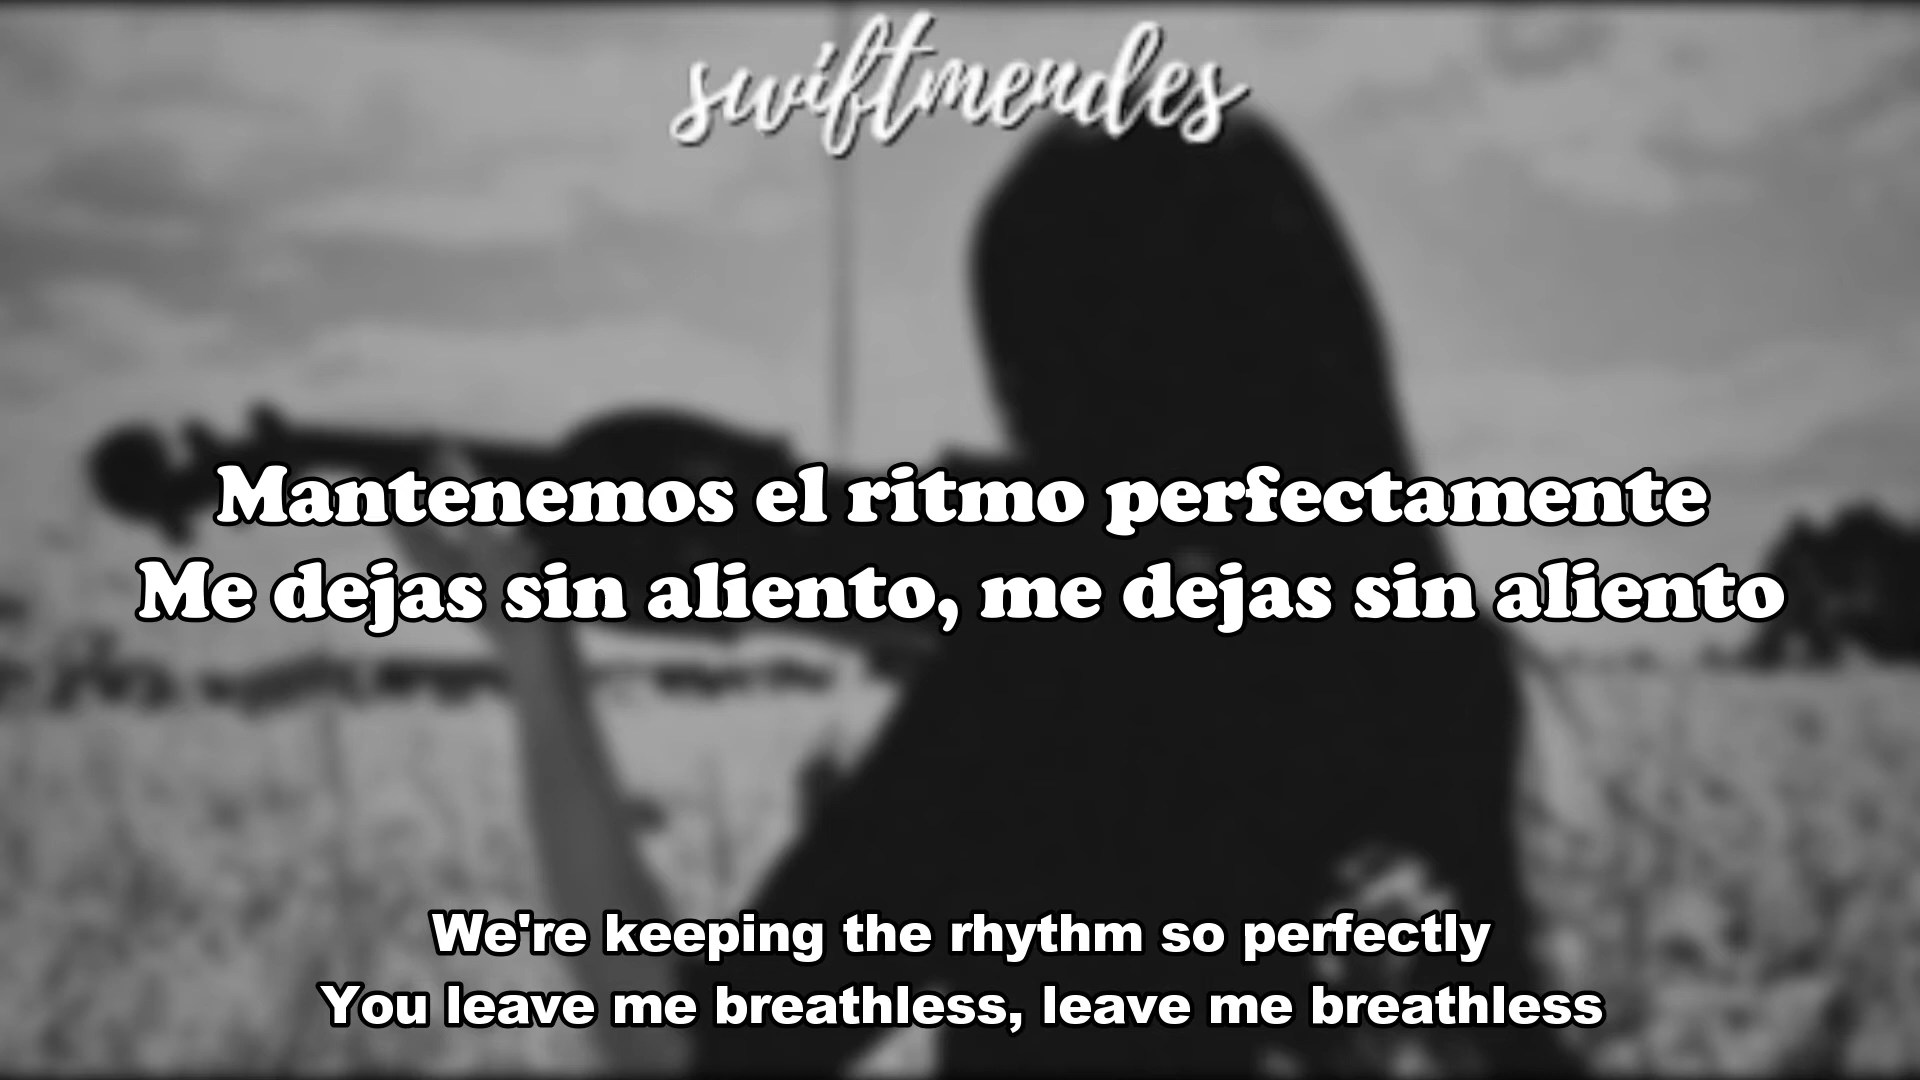 swiftmendes
Mantenemos el ritmo perfectamente
Me dejas sin aliento, me dejas sin aliento
We're keeping the rhythm so perfectly
You leave me breathless, leave me breathless